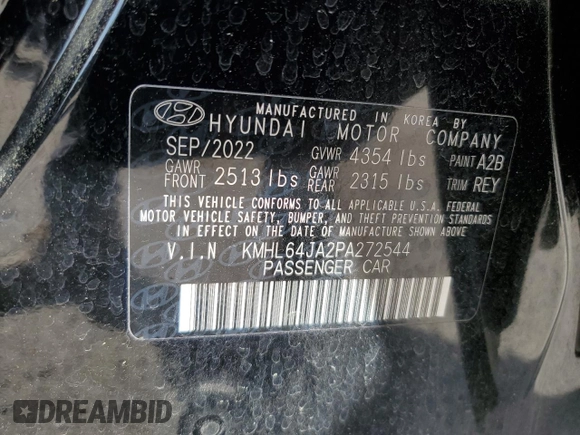 MANUFACTURED IN KOREA BY
HYUNDAI MOTOR COMPANY
SEP/2022 GVWR 4354 lbs PAINT A2B
GAWR FRONT 2513 lbs GAWR REAR 2315 lbs TRIM REY
THIS VEHICLE CONFORMS TO ALL APPLICABLE U.S.A. FEDERAL
MOTOR VEHICLE SAFETY, BUMPER, AND THEFT PREVENTION STANDARDS
IN EFFECT ON THE DATE OF MANUFACTURE SHOWN ABOVE.
V.I.N KMHL64JA2PA272544
PASSENGER CAR
DREAMBID